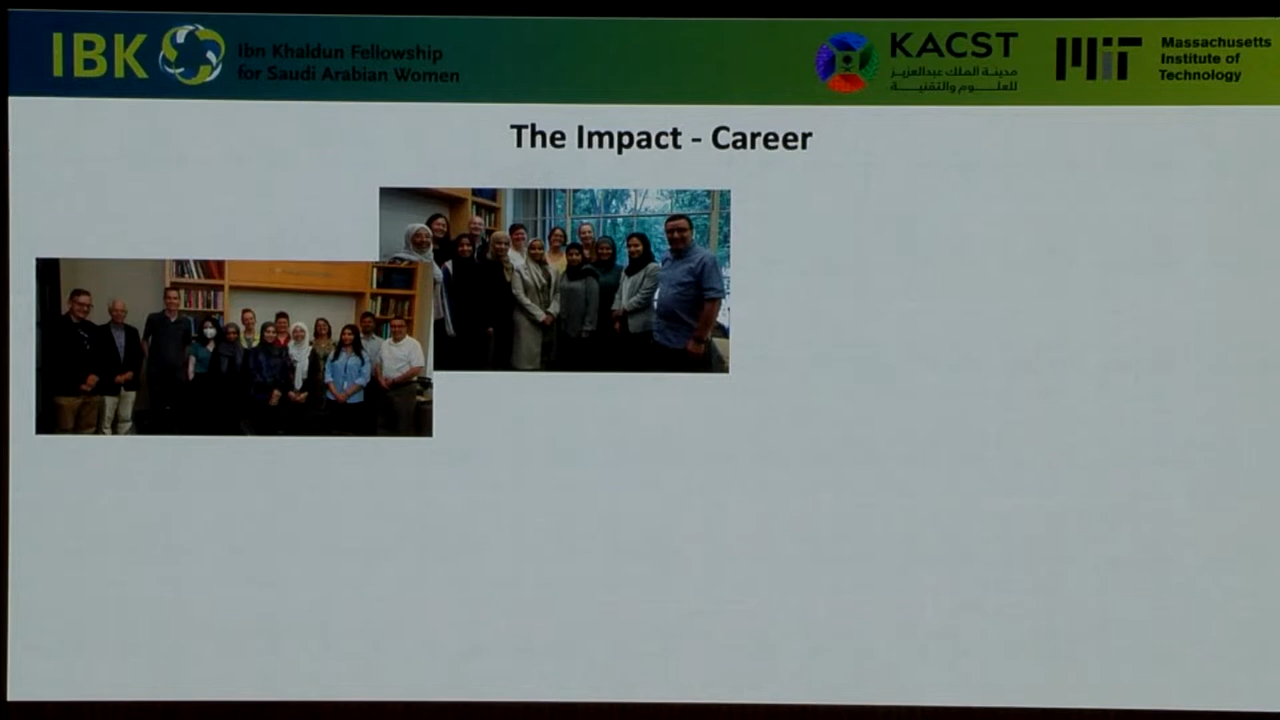 IBK
Ibn Khaldun Fellowship
for Saudi Arabian Women
KACST
مدينة الملك عبدالعزيز
للعلوم والتقنية
MIT
Massachusetts
Institute of
Technology
The Impact - Career